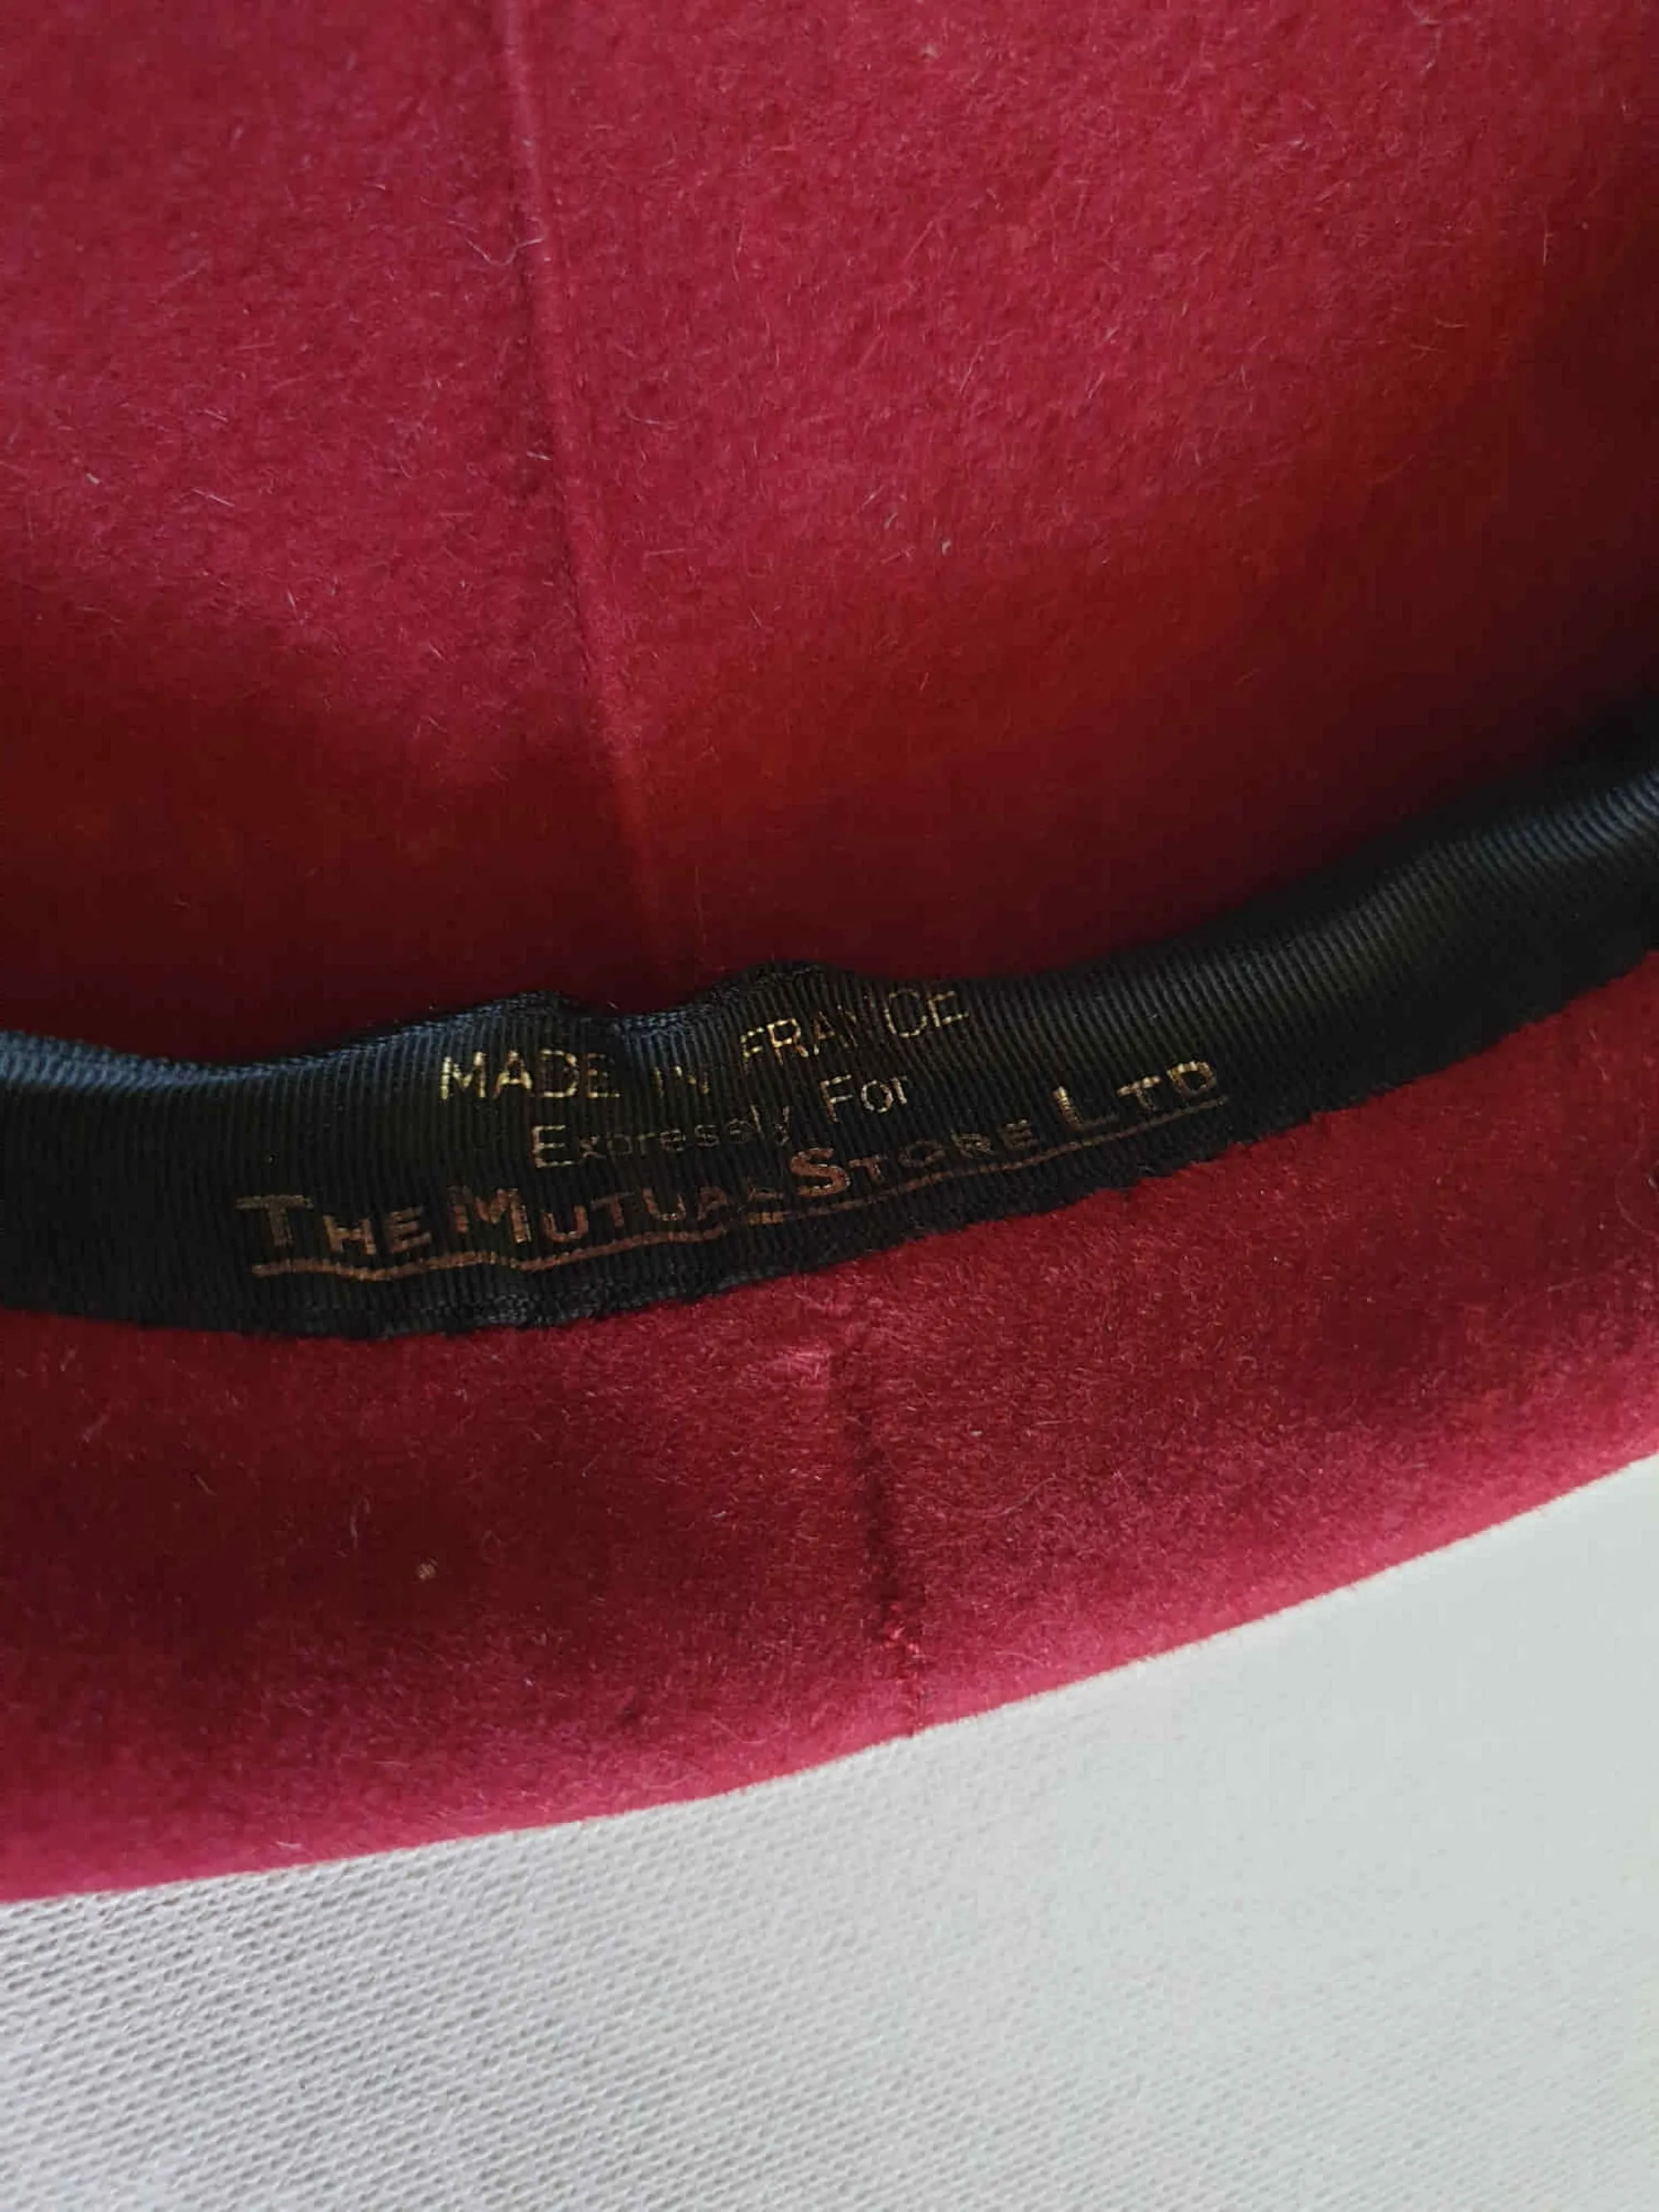 MADE IN FRANCE
Expressly For
THE MUTUAL STORE LTD